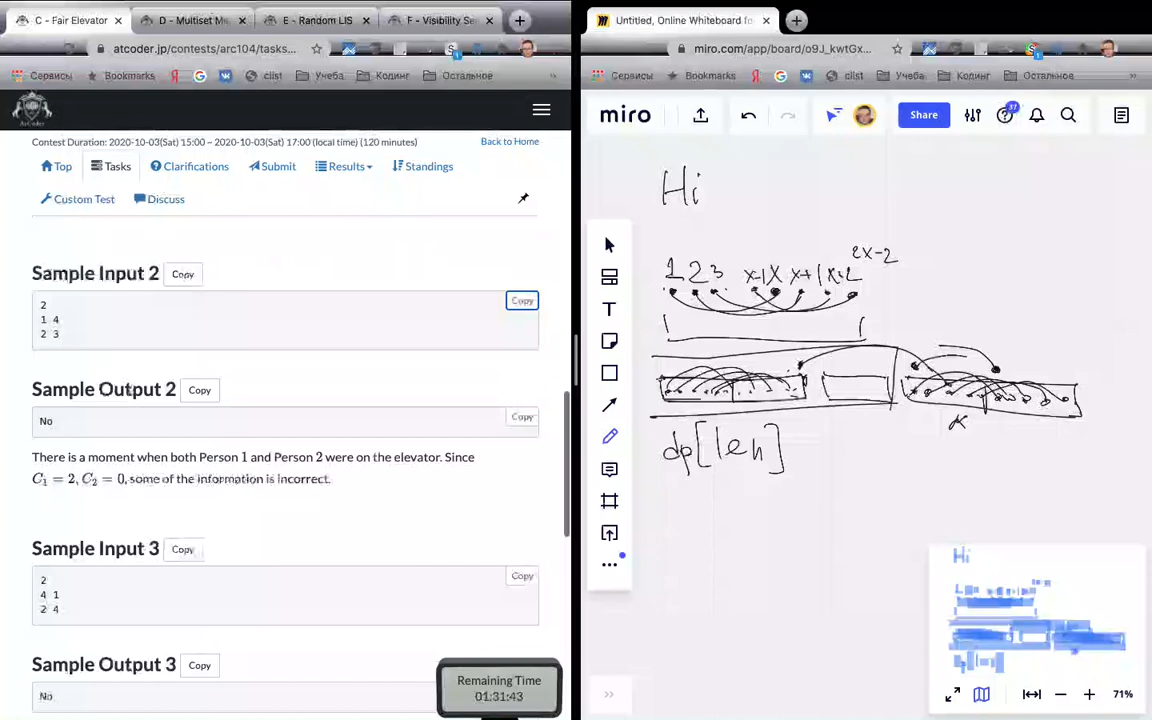 C - Fair Elevator
D - Multiset M
E - Random LIS
F - Visibility Se
Untitled, Online Whiteboard fo
atcoder.jp/contests/arc104/tasks...
miro.com/app/board/o9J_kwtGx...
Сервисы
Bookmarks
clist
Учеба
Кодинг
Остальное
»
Сервисы
Bookmarks
clist
Учеба
Кодинг
Остальное
»
Contest Duration: 2020-10-03(Sat) 15:00 ~ 2020-10-03(Sat) 17:00 (local time) (120 minutes)
Back to Home
Top
Tasks
Clarifications
Submit
Results
Standings
Custom Test
Discuss
Sample Input 2
Copy
2
1 4
2 3
Copy
Sample Output 2
Copy
No
Copy
There is a moment when both Person 1 and Person 2 were on the elevator. Since
C₁ = 2, C₂ = 0, some of the information is incorrect.
Sample Input 3
Copy
2
4 1
2 4
Copy
Sample Output 3
Copy
No
Remaining Time
01:31:43
miro
Share
37
Hi
2x-2
1 2 3 x-1 x x+1
dp[len]
Hi
71%